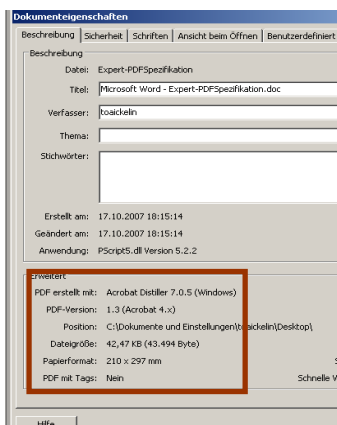 Dokumenteigenschaften
Beschreibung Sicherheit Schriften Ansicht beim Öffnen Benutzerdefiniert
Beschreibung
Datei: Expert-PDFSpezifikation
Titel: Microsoft Word - Expert-PDFSpezifikation.doc
Verfasser: toaickelin
Thema:
Stichwörter:
Erstellt am: 17.10.2007 18:15:14
Geändert am: 17.10.2007 18:15:14
Anwendung: PScript5.dll Version 5.2.2
Erweitert
PDF erstellt mit: Acrobat Distiller 7.0.5 (Windows)
PDF-Version: 1.3 (Acrobat 4.x)
Position: C:\Dokumente und Einstellungen\toaickelin\Desktop\
Dateigröße: 42,47 KB (43.494 Byte)
Papierformat: 210 x 297 mm S
PDF mit Tags: Nein Schnelle W
Hilfe